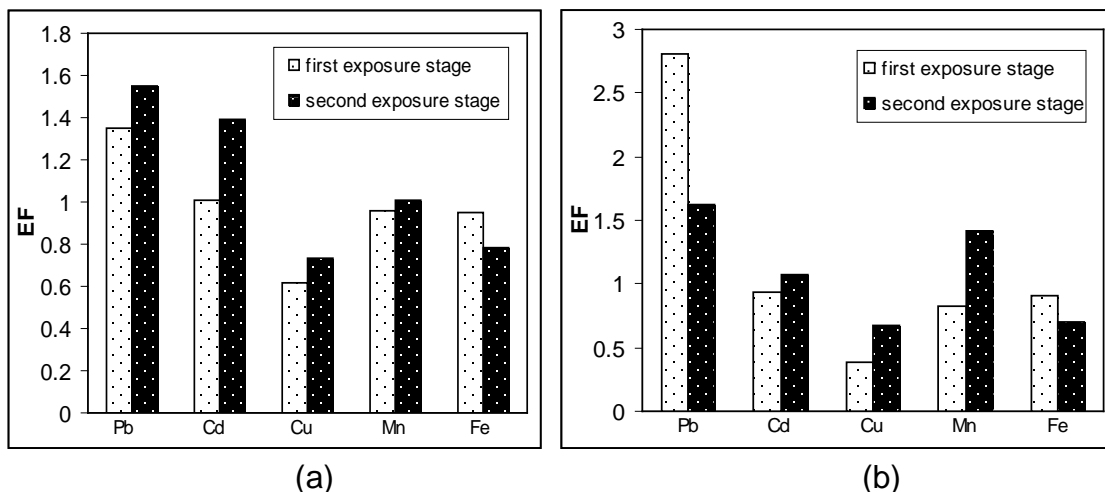 1.8
1.6
1.4
1.2
1
0.8
0.6
0.4
0.2
0
EF
first exposure stage
second exposure stage
Pb Cd Cu Mn Fe
(a)
3
2.5
2
1.5
1
0.5
0
EF
first exposure stage
second exposure stage
Pb Cd Cu Mn Fe
(b)